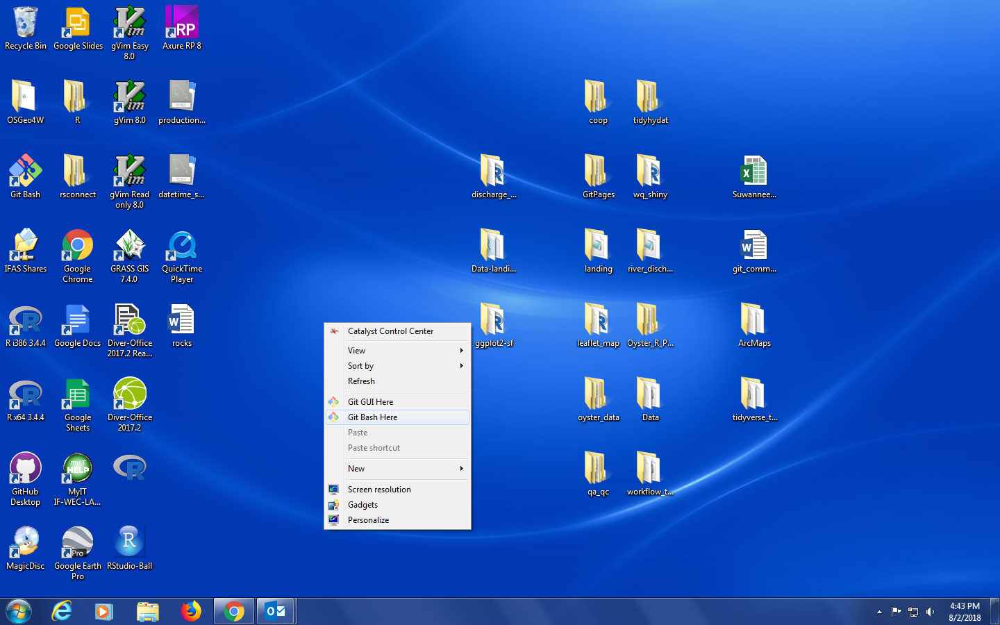 Recycle Bin
Google Slides
gVim Easy
8.0
Axure RP 8
RP
OSGeo4W
R
gVim 8.0
production...
coop
tidyhydat
Git Bash
rsconnect
gVim Read
only 8.0
datetime_s...
discharge_...
GitPages
wq_shiny
Suwannee...
IFAS Shares
Google
Chrome
GRASS GIS
7.4.0
QuickTime
Player
Data-landi...
landing
river_disch...
git_comm...
R i386 3.4.4
Google Docs
Diver-Office
2017.2 Rea...
rocks
ggplot2-sf
leaflet_map
Oyster_R_P...
ArcMaps
R x64 3.4.4
Google
Sheets
Diver-Office
2017.2
oyster_data
Data
tidyverse_t...
GitHub
Desktop
myIT
HELP
MyIT
IF-WEC-LA...
qa_qc
workflow_t...
MagicDisc
Pro
Google Earth
Pro
RStudio-Ball
Catalyst Control Center
View
Sort by
Refresh
Git GUI Here
Git Bash Here
Paste
Paste shortcut
New
Screen resolution
Gadgets
Personalize
4:43 PM
8/2/2018